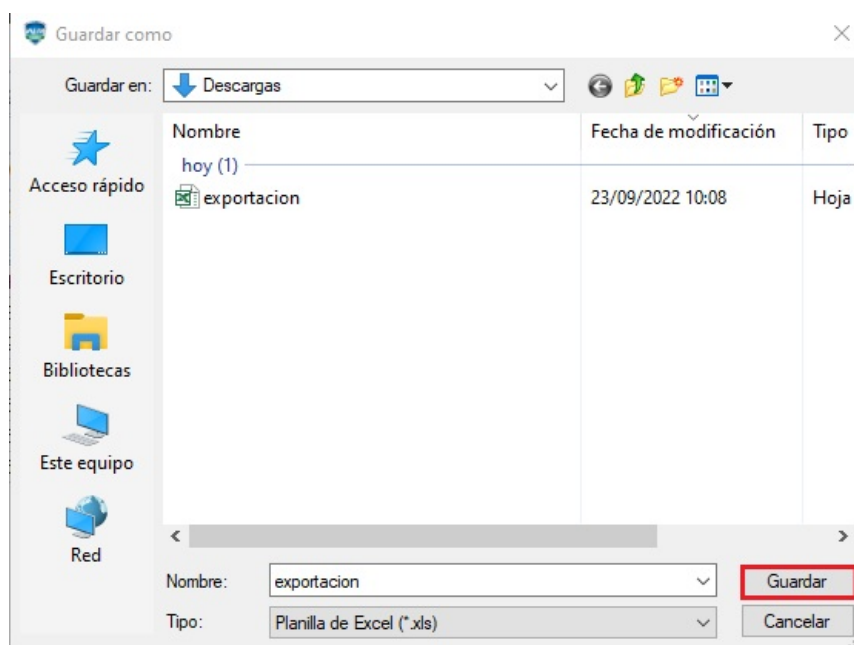 Guardar como
Guardar en: Descargas
Nombre Fecha de modificación Tipo
hoy (1)
exportacion 23/09/2022 10:08 Hoja
Acceso rápido
Escritorio
Bibliotecas
Este equipo
Red
Nombre: exportacion Guardar
Tipo: Planilla de Excel (*.xls) Cancelar